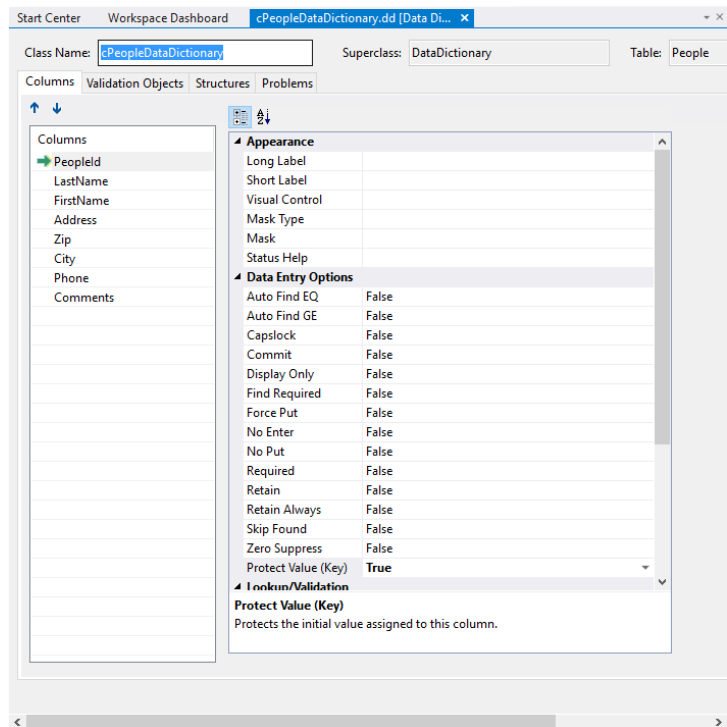 Start Center Workspace Dashboard cPeopleDataDictionary.dd [Data Di...
Class Name: cPeopleDataDictionary Superclass: DataDictionary Table: People
Columns Validation Objects Structures Problems
Columns
PeopleId
LastName
FirstName
Address
Zip
City
Phone
Comments
Appearance
Long Label
Short Label
Visual Control
Mask Type
Mask
Status Help
Data Entry Options
Auto Find EQ False
Auto Find GE False
Capslock False
Commit False
Display Only False
Find Required False
Force Put False
No Enter False
No Put False
Required False
Retain False
Retain Always False
Skip Found False
Zero Suppress False
Protect Value (Key) True
Lookup/Validation
Protect Value (Key)
Protects the initial value assigned to this column.